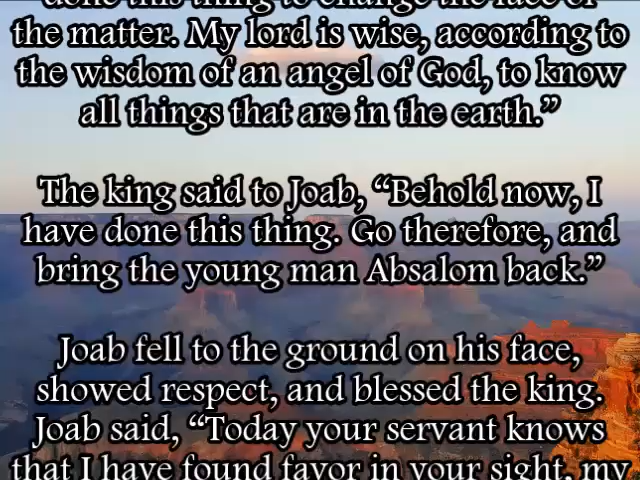 done this thing to change the face of
the matter. My lord is wise, according to
the wisdom of an angel of God, to know
all things that are in the earth.”
The king said to Joab, “Behold now, I
have done this thing. Go therefore, and
bring the young man Absalom back.”
Joab fell to the ground on his face,
showed respect, and blessed the king.
Joab said, “Today your servant knows
that I have found favor in your sight, my